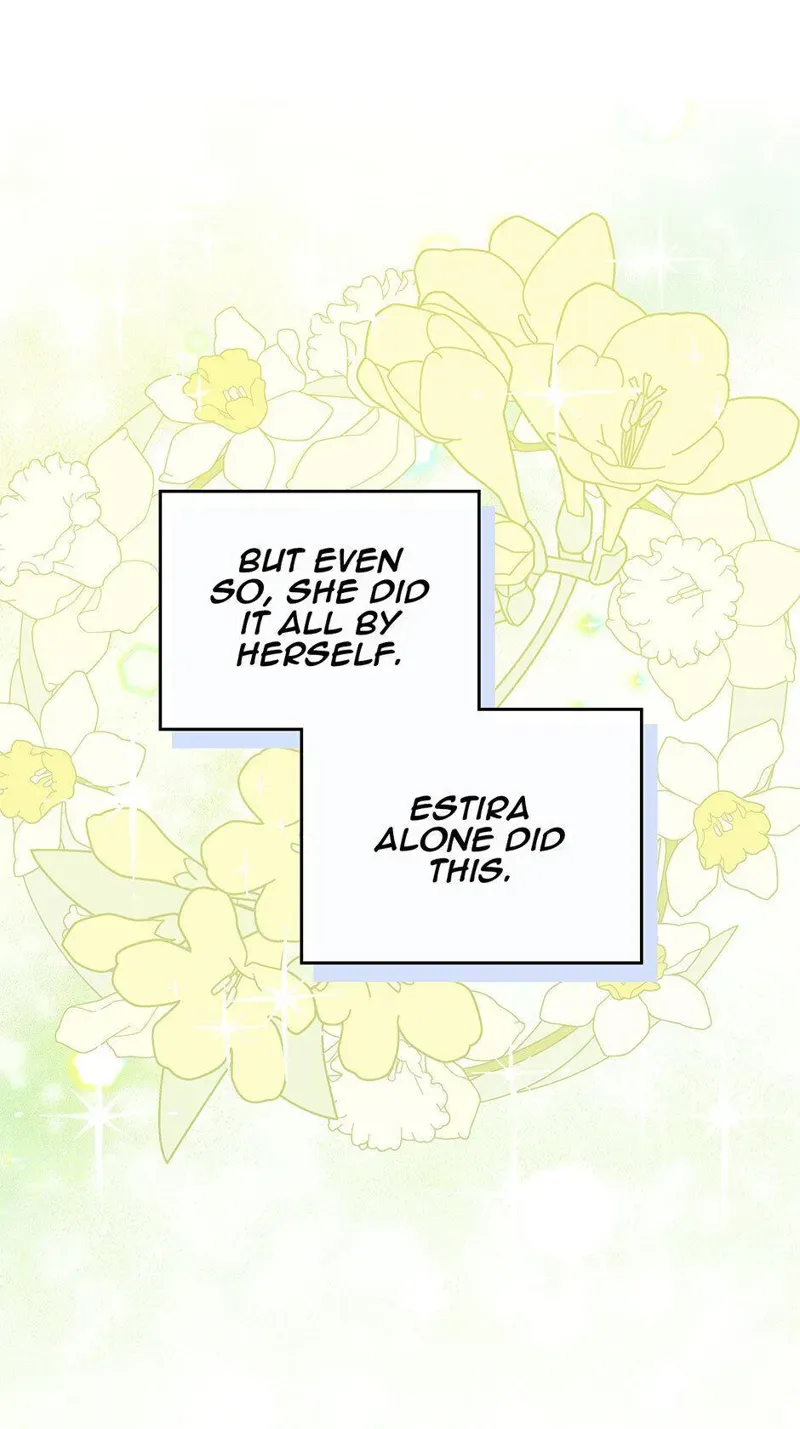 BUT EVEN
SO, SHE DID
IT ALL BY
HERSELF.
ESTIRA
ALONE DID
THIS.